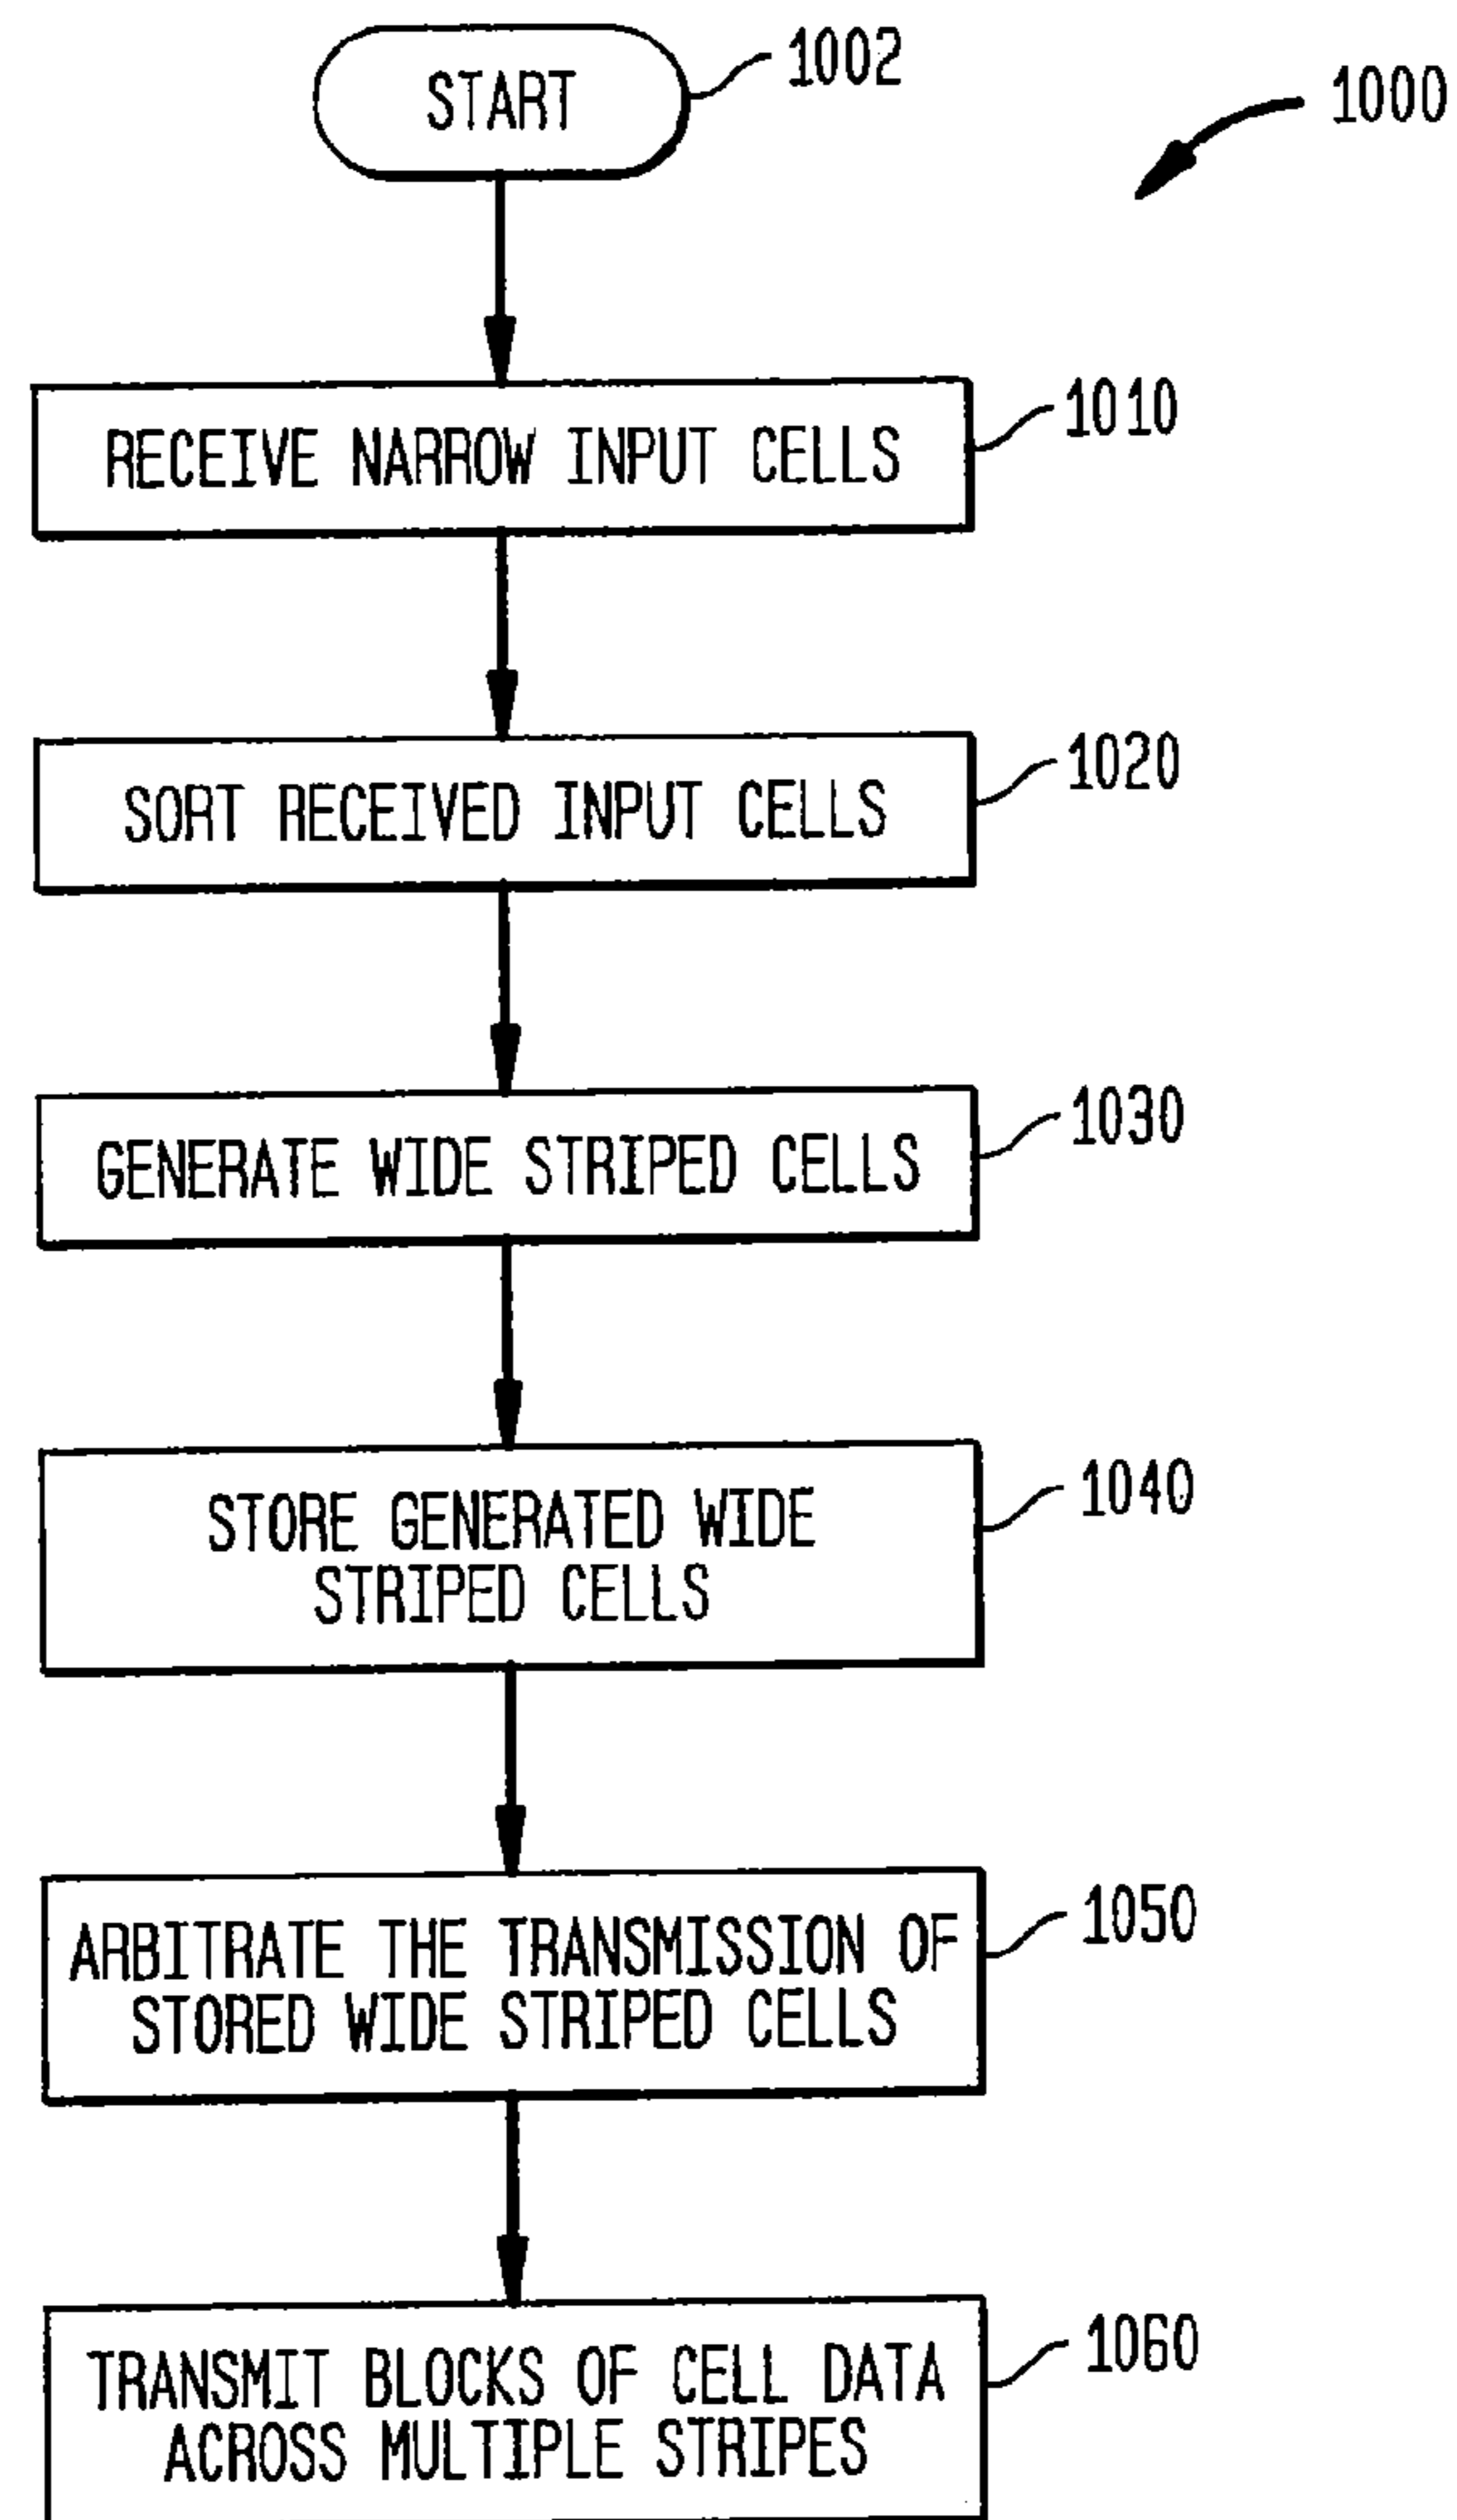 START
1002
1000
RECEIVE NARROW INPUT CELLS
1010
SORT RECEIVED INPUT CELLS
1020
GENERATE WIDE STRIPED CELLS
1030
STORE GENERATED WIDE
STRIPED CELLS
1040
ARBITRATE THE TRANSMISSION OF
STORED WIDE STRIPED CELLS
1050
TRANSMIT BLOCKS OF CELL DATA
ACROSS MULTIPLE STRIPES
1060